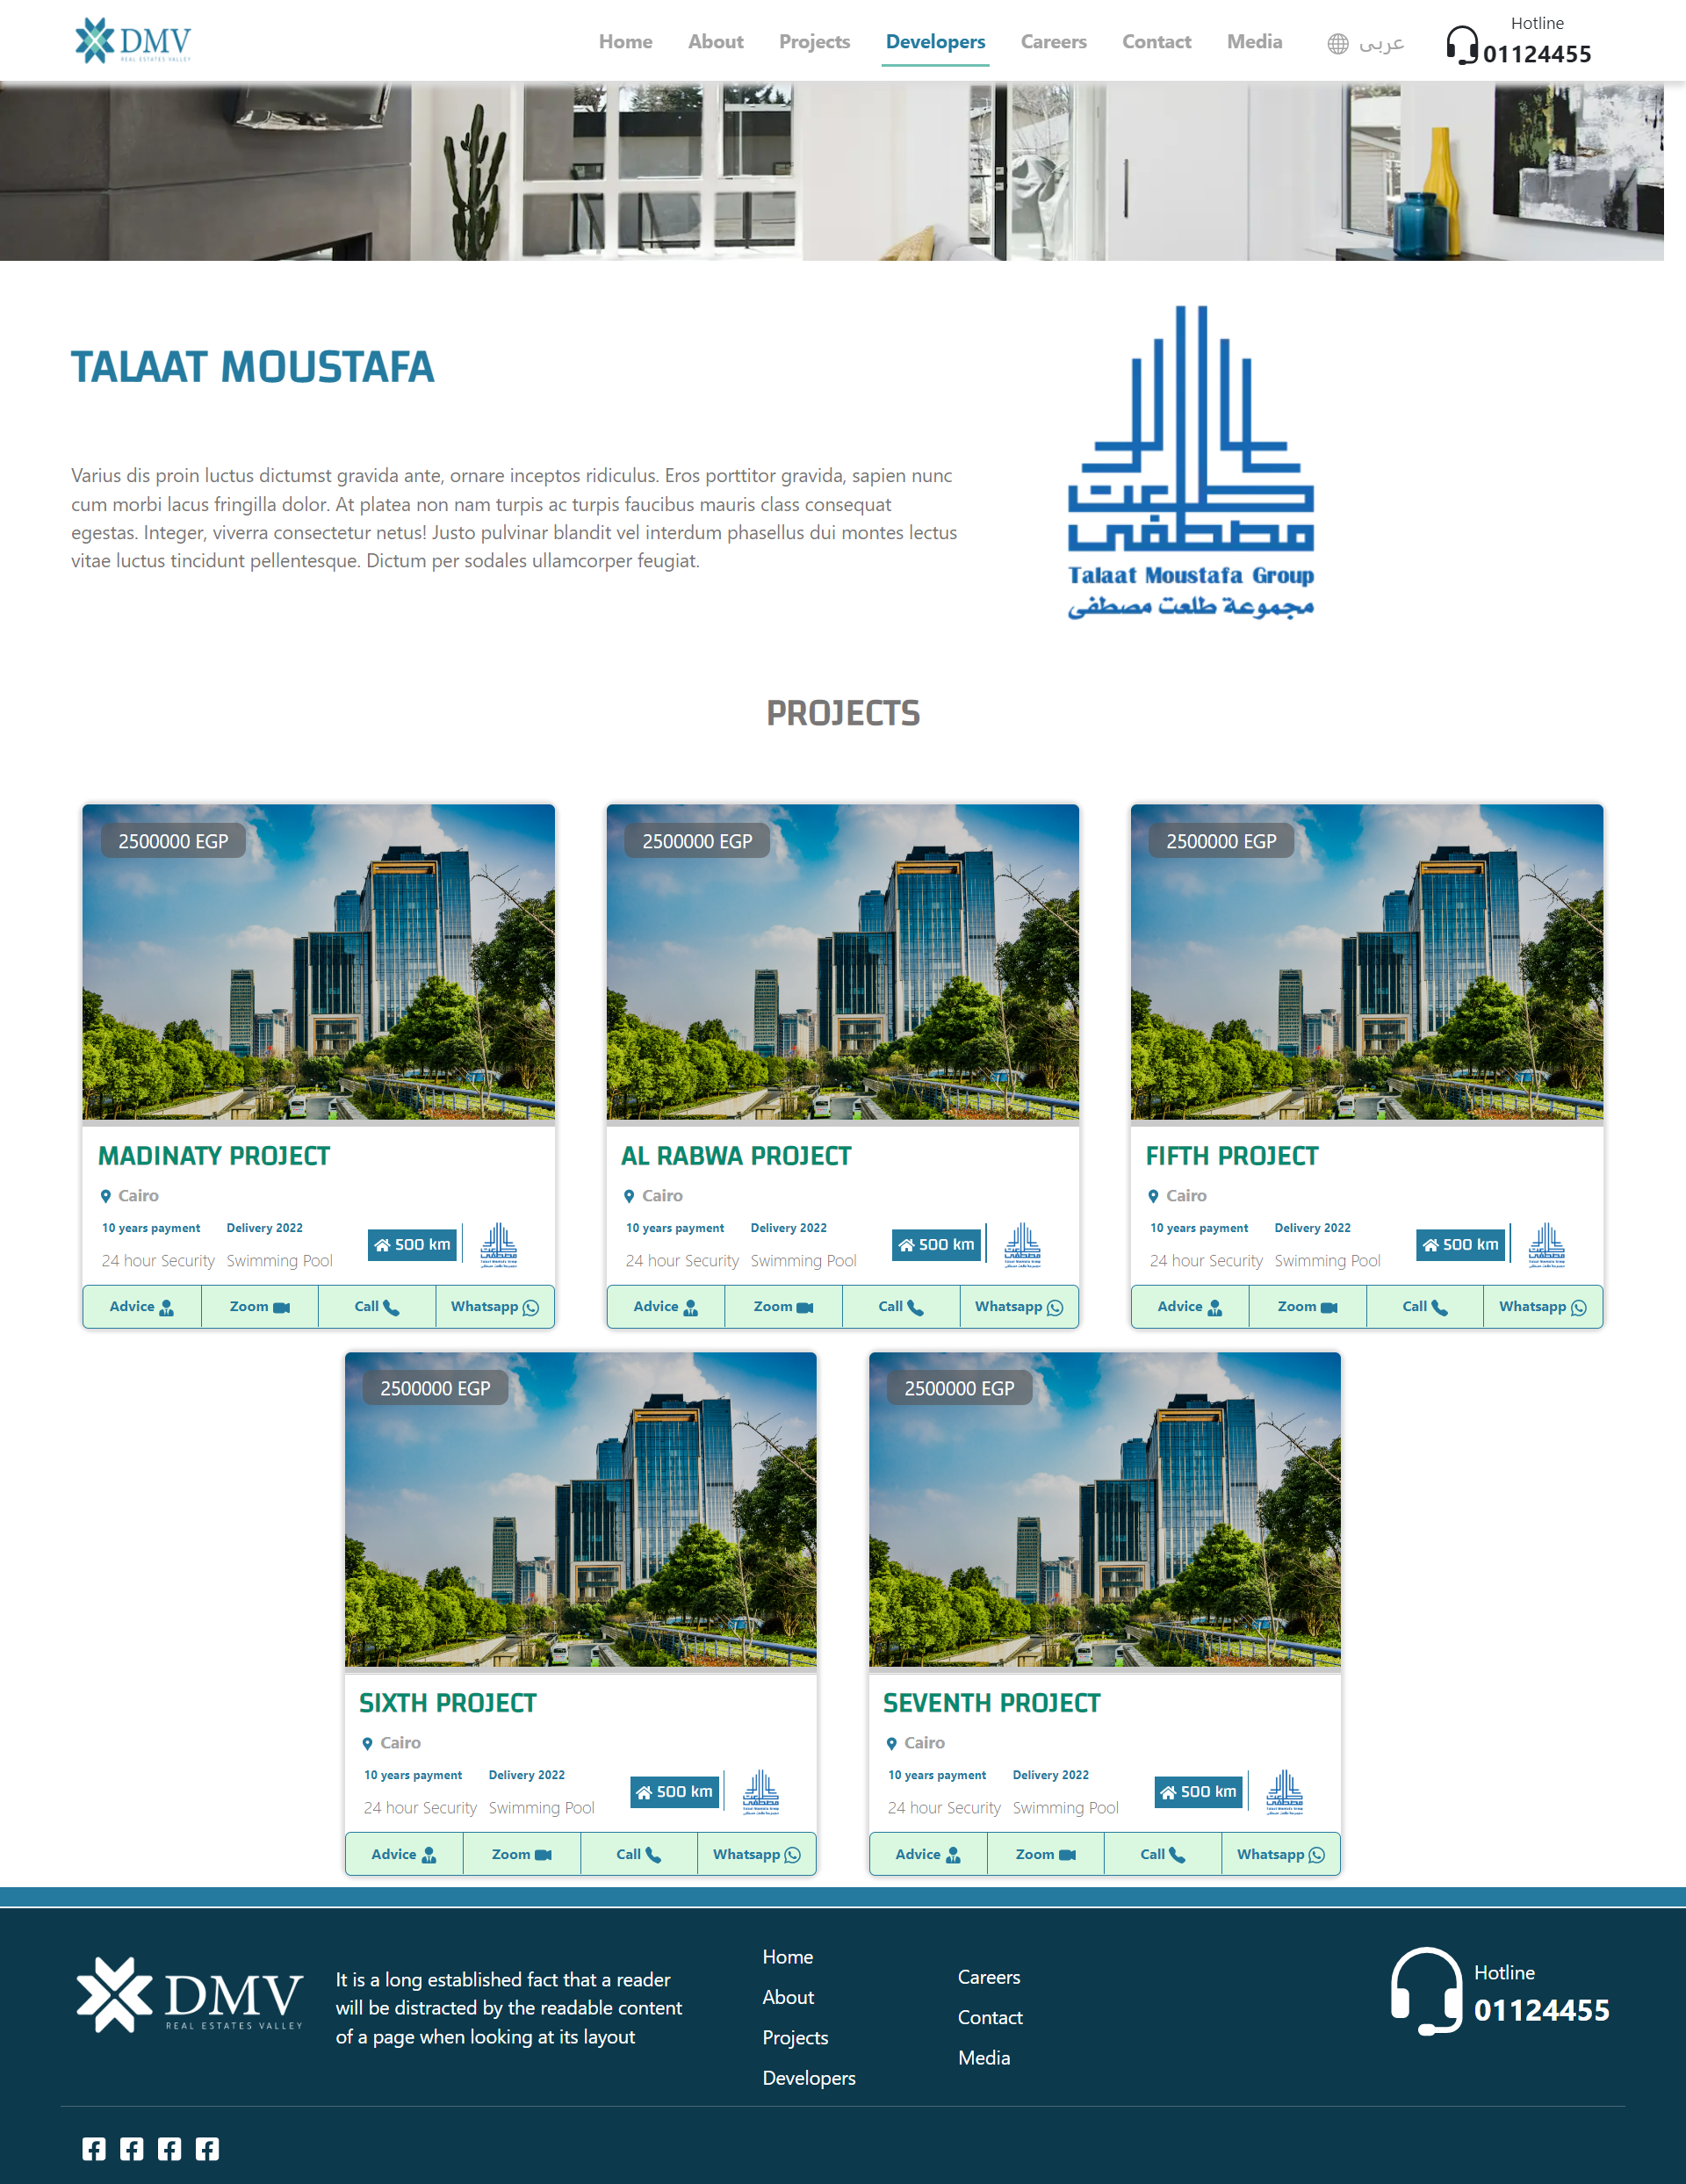 DMV
REAL ESTATES VALLEY
Home
About
Projects
Developers
Careers
Contact
Media
عربى
Hotline
01124455
TALAAT MOUSTAFA
Varius dis proin luctus dictumst gravida ante, ornare inceptos ridiculus. Eros porttitor gravida, sapien nunc
cum morbi lacus fringilla dolor. At platea non nam turpis ac turpis faucibus mauris class consequat
egestas. Integer, viverra consectetur netus! Justo pulvinar blandit vel interdum phasellus dui montes lectus
vitae luctus tincidunt pellentesque. Dictum per sodales ullamcorper feugiat.
طلعت
مصطفى
Talaat Moustafa Group
مجموعة طلعت مصطفى
PROJECTS
2500000 EGP
MADINATY PROJECT
Cairo
10 years payment
Delivery 2022
24 hour Security
Swimming Pool
500 km
Advice
Zoom
Call
Whatsapp
2500000 EGP
AL RABWA PROJECT
Cairo
10 years payment
Delivery 2022
24 hour Security
Swimming Pool
500 km
Advice
Zoom
Call
Whatsapp
2500000 EGP
FIFTH PROJECT
Cairo
10 years payment
Delivery 2022
24 hour Security
Swimming Pool
500 km
Advice
Zoom
Call
Whatsapp
2500000 EGP
SIXTH PROJECT
Cairo
10 years payment
Delivery 2022
24 hour Security
Swimming Pool
500 km
Advice
Zoom
Call
Whatsapp
2500000 EGP
SEVENTH PROJECT
Cairo
10 years payment
Delivery 2022
24 hour Security
Swimming Pool
500 km
Advice
Zoom
Call
Whatsapp
DMV
REAL ESTATES VALLEY
It is a long established fact that a reader
will be distracted by the readable content
of a page when looking at its layout
Home
About
Projects
Developers
Careers
Contact
Media
Hotline
01124455